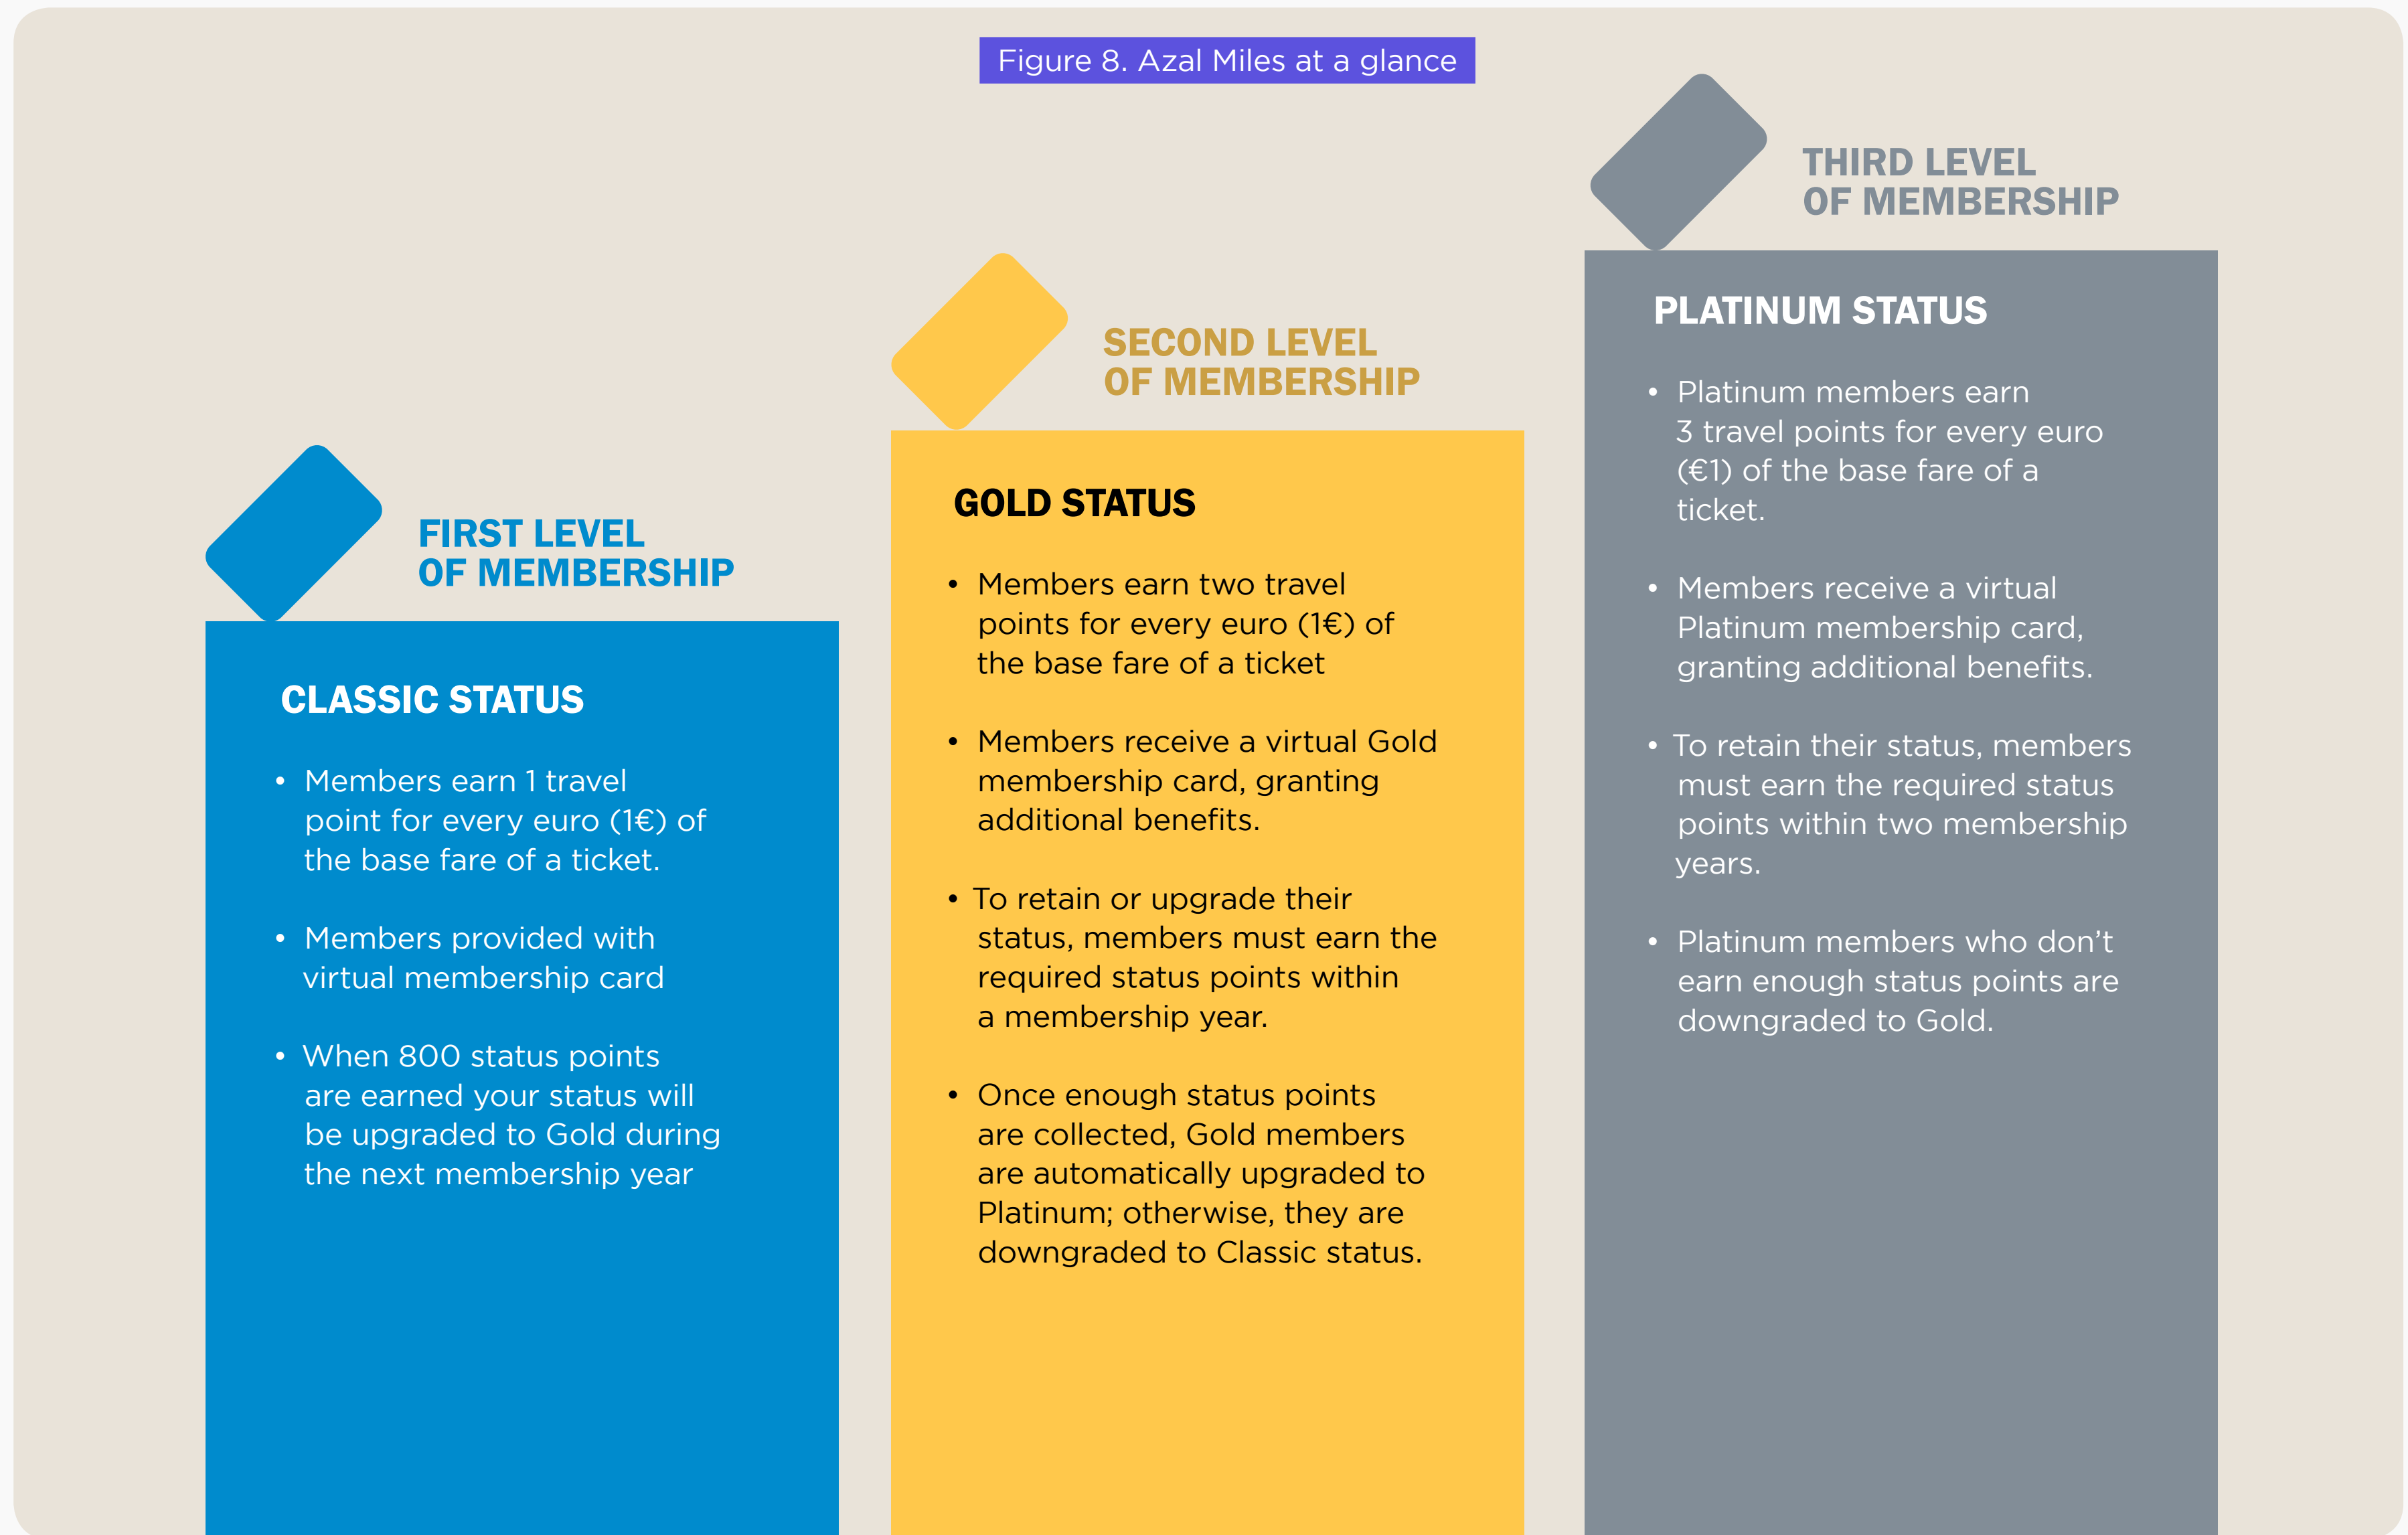 Figure 8. Azal Miles at a glance
FIRST LEVEL
OF MEMBERSHIP
CLASSIC STATUS
• Members earn 1 travel
point for every euro (1€) of
the base fare of a ticket.
• Members provided with
virtual membership card
• When 800 status points
are earned your status will
be upgraded to Gold during
the next membership year
SECOND LEVEL
OF MEMBERSHIP
GOLD STATUS
• Members earn two travel
points for every euro (1€) of
the base fare of a ticket
• Members receive a virtual Gold
membership card, granting
additional benefits.
• To retain or upgrade their
status, members must earn the
required status points within
a membership year.
• Once enough status points
are collected, Gold members
are automatically upgraded to
Platinum; otherwise, they are
downgraded to Classic status.
THIRD LEVEL
OF MEMBERSHIP
PLATINUM STATUS
• Platinum members earn
3 travel points for every euro
(€1) of the base fare of a
ticket.
• Members receive a virtual
Platinum membership card,
granting additional benefits.
• To retain their status, members
must earn the required status
points within two membership
years.
• Platinum members who don’t
earn enough status points are
downgraded to Gold.